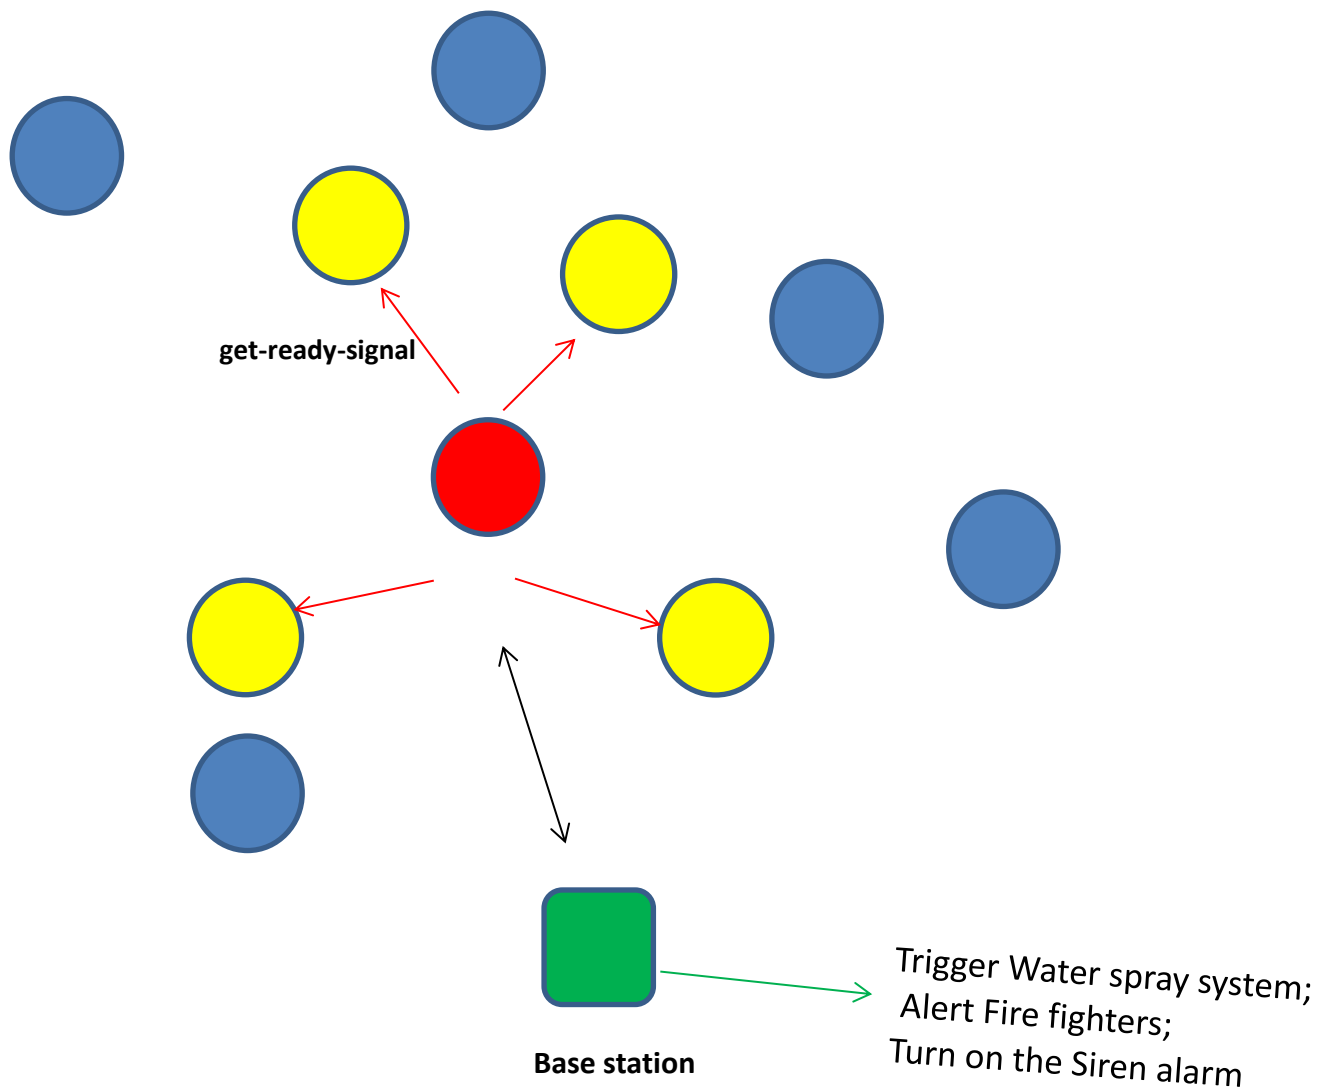 get-ready-signal
Trigger Water spray system;
Alert Fire fighters;
Turn on the Siren alarm
Base station